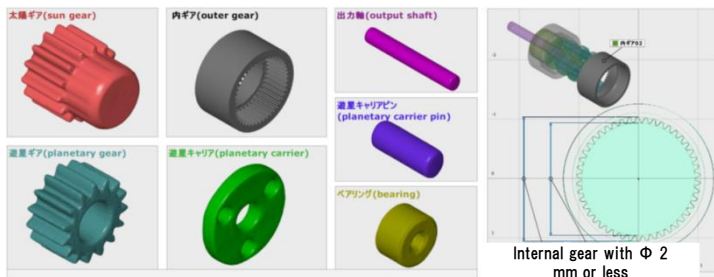 太陽ギア(sun gear)
内ギア(outer gear)
出力軸(output shaft)
遊星キャリアピン
(planetary carrier pin)
遊星ギア(planetary gear)
遊星キャリア(planetary carrier)
ベアリング(bearing)
内ギア02
Internal gear with Φ 2
mm or less